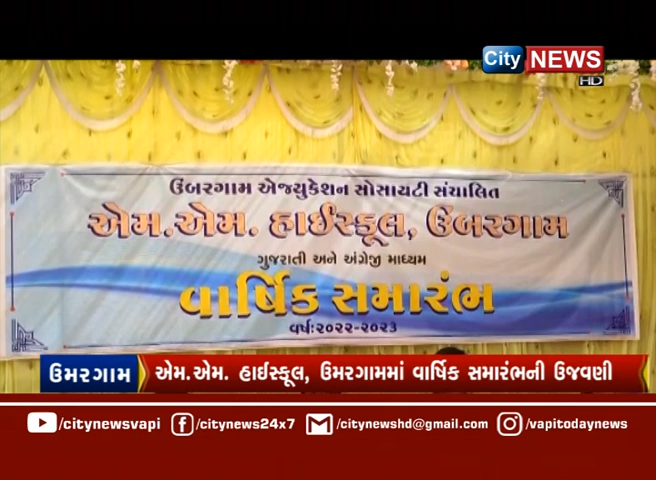 City NEWS
HD
ઉંબરગામ એજ્યુકેશન સોસાયટી સંચાલિત
એમ.એમ. હાઈસ્કૂલ, ઉંબરગામ
ગુજરાતી અને અંગ્રેજી માધ્યમ
વાર્ષિક સમારંભ
વર્ષ:૨૦૨૨-૨૦૨૩
ઉમરગામ
એમ.એમ. હાઈસ્કૂલ, ઉમરગામમાં વાર્ષિક સમારંભની ઉજવણી
/citynewsvapi /citynews24x7 /citynewshd@gmail.com /vapitodaynews